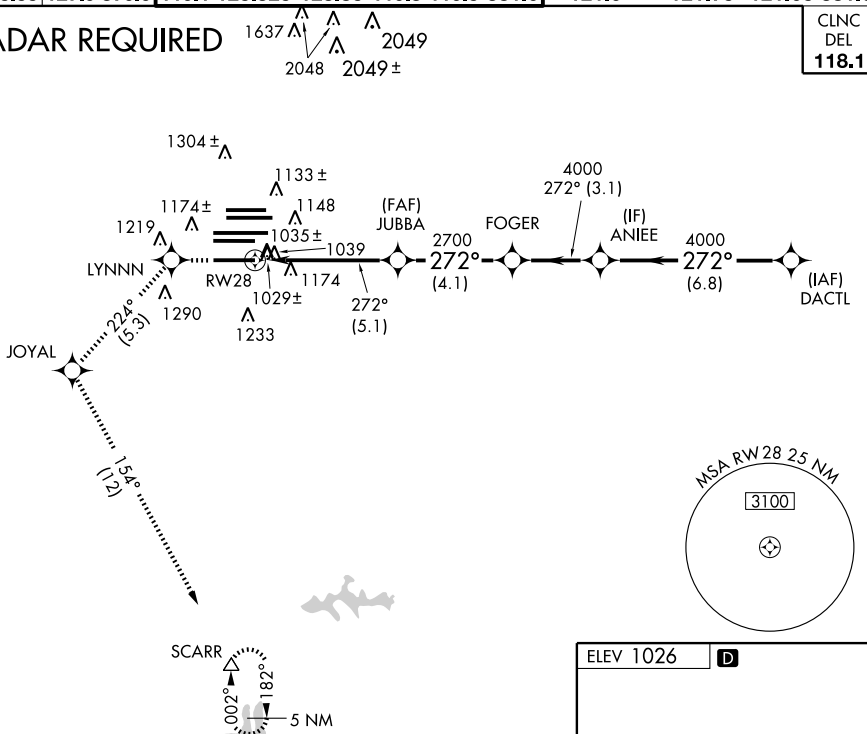 ADAR REQUIRED
1637
2048
2049
2049 ±
CLNC
DEL
118.1
1304 ±
1133 ±
1174 ±
1148
1219
1035 ±
1039
LYNNN
RW28
1174
1029 ±
1290
1233
272°
(5.1)
(FAF)
JUBBA
2700
272°
(4.1)
FOGER
4000
272° (3.1)
(IF)
ANIEE
4000
272°
(6.8)
(IAF)
DACTL
224°
(5.3)
JOYAL
154°
(12)
MSA RW 28 25 NM
3100
SCARR
002°
182°
5 NM
ELEV 1026 D